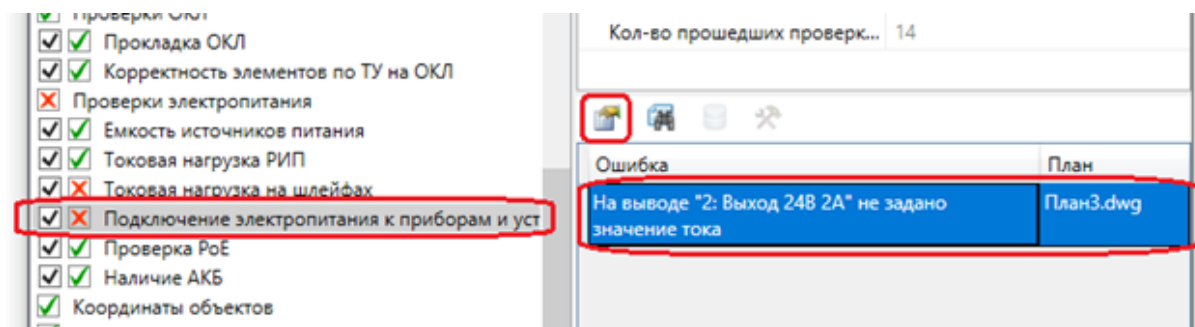 Проверки ОКЛ
Прокладка ОКЛ
Корректность элементов по ТУ на ОКЛ
Проверки электропитания
Емкость источников питания
Токовая нагрузка РИП
Токовая нагрузка на шлейфах
Подключение электропитания к приборам и уст
Проверка PoE
Наличие АКБ
Координаты объектов
Кол-во прошедших проверк... 14
Ошибка План
На выводе "2: Выход 24В 2А" не задано План3.dwg
значение тока